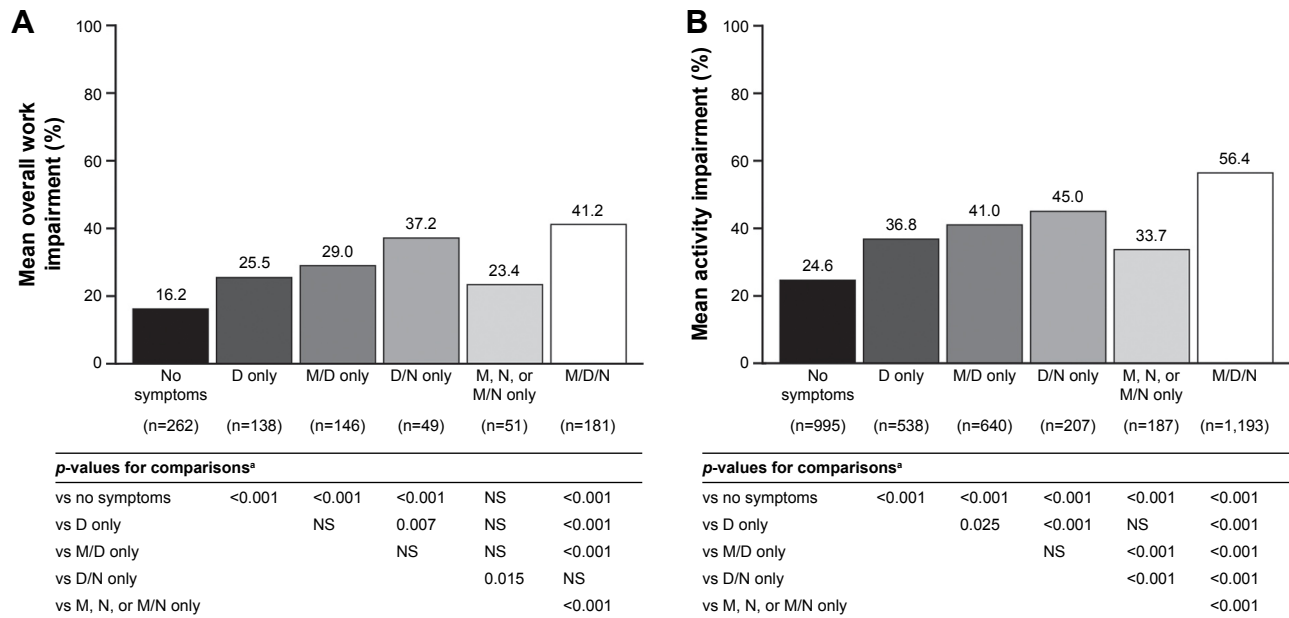 A
Mean overall work
impairment (%)
100
80
60
40
20
0
16.2
25.5
29.0
37.2
23.4
41.2
No
symptoms
D only
M/D only
D/N only
M, N, or
M/N only
M/D/N
(n=262) (n=138) (n=146) (n=49) (n=51) (n=181)
p-values for comparisonsᵃ
vs no symptoms <0.001 <0.001 <0.001 NS <0.001
vs D only NS 0.007 NS <0.001
vs M/D only NS NS <0.001
vs D/N only 0.015 NS
vs M, N, or M/N only <0.001
B
Mean activity impairment (%)
100
80
60
40
20
0
24.6
36.8
41.0
45.0
33.7
56.4
No
symptoms
D only
M/D only
D/N only
M, N, or
M/N only
M/D/N
(n=995) (n=538) (n=640) (n=207) (n=187) (n=1,193)
p-values for comparisonsᵃ
vs no symptoms <0.001 <0.001 <0.001 <0.001 <0.001
vs D only 0.025 <0.001 NS <0.001
vs M/D only NS <0.001 <0.001
vs D/N only <0.001 <0.001
vs M, N, or M/N only <0.001